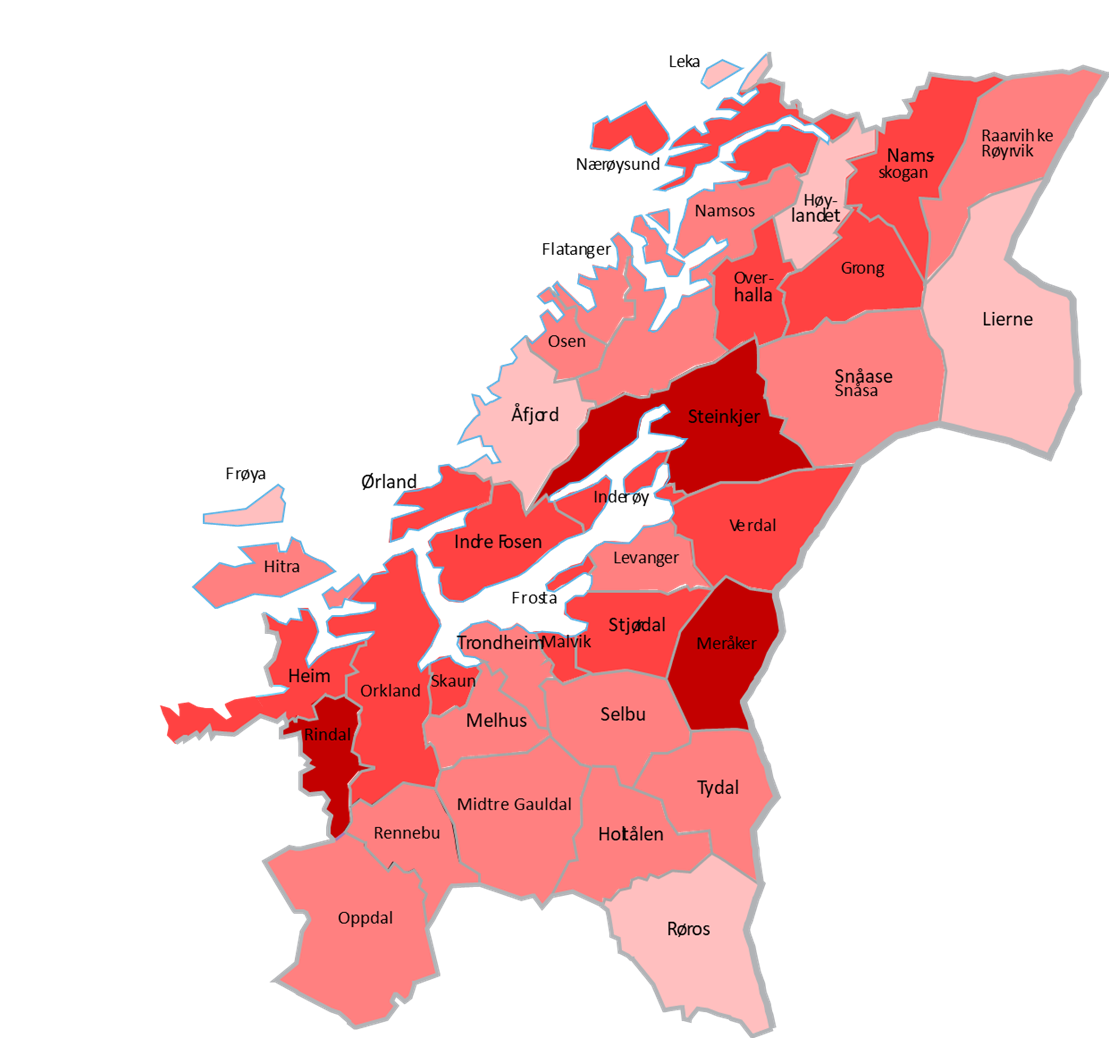 Leka
Raarvihke
Røyrvik
Nams-
skogan
Nærøysund
Høy-
landet
Namsos
Flatanger
Grong
Over-
halla
Lierne
Osen
Snåase
Snåsa
Åfjord
Steinkjer
Frøya
Ørland
Inderøy
Verdal
Indre Fosen
Levanger
Hitra
Frosta
Stjørdal
Trondheim
Malvik
Meråker
Heim
Skaun
Orkland
Selbu
Melhus
Rindal
Tydal
Midtre Gauldal
Rennebu
Holtålen
Oppdal
Røros